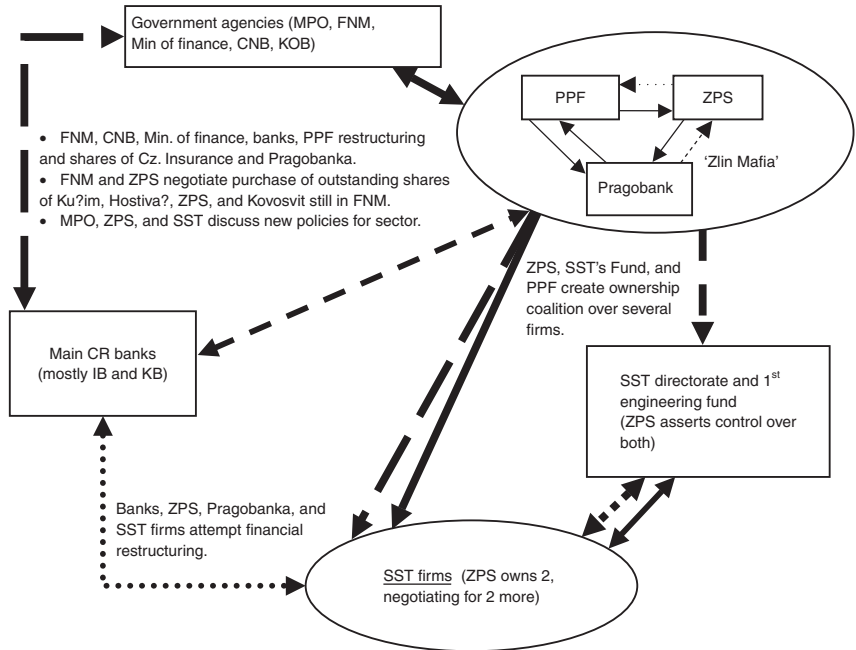 Government agencies (MPO, FNM,
Min of finance, CNB, KOB)
PPF
ZPS
'Zlin Mafia'
Pragobank
• FNM, CNB, Min. of finance, banks, PPF restructuring
and shares of Cz. Insurance and Pragobanka.
• FNM and ZPS negotiate purchase of outstanding shares
of Ku?im, Hostiva?, ZPS, and Kovosvit still in FNM.
• MPO, ZPS, and SST discuss new policies for sector.
ZPS, SST's Fund, and
PPF create ownership
coalition over several
firms.
Main CR banks
(mostly IB and KB)
SST directorate and 1st
engineering fund
(ZPS asserts control over
both)
Banks, ZPS, Pragobanka, and
SST firms attempt financial
restructuring.
SST firms (ZPS owns 2,
negotiating for 2 more)